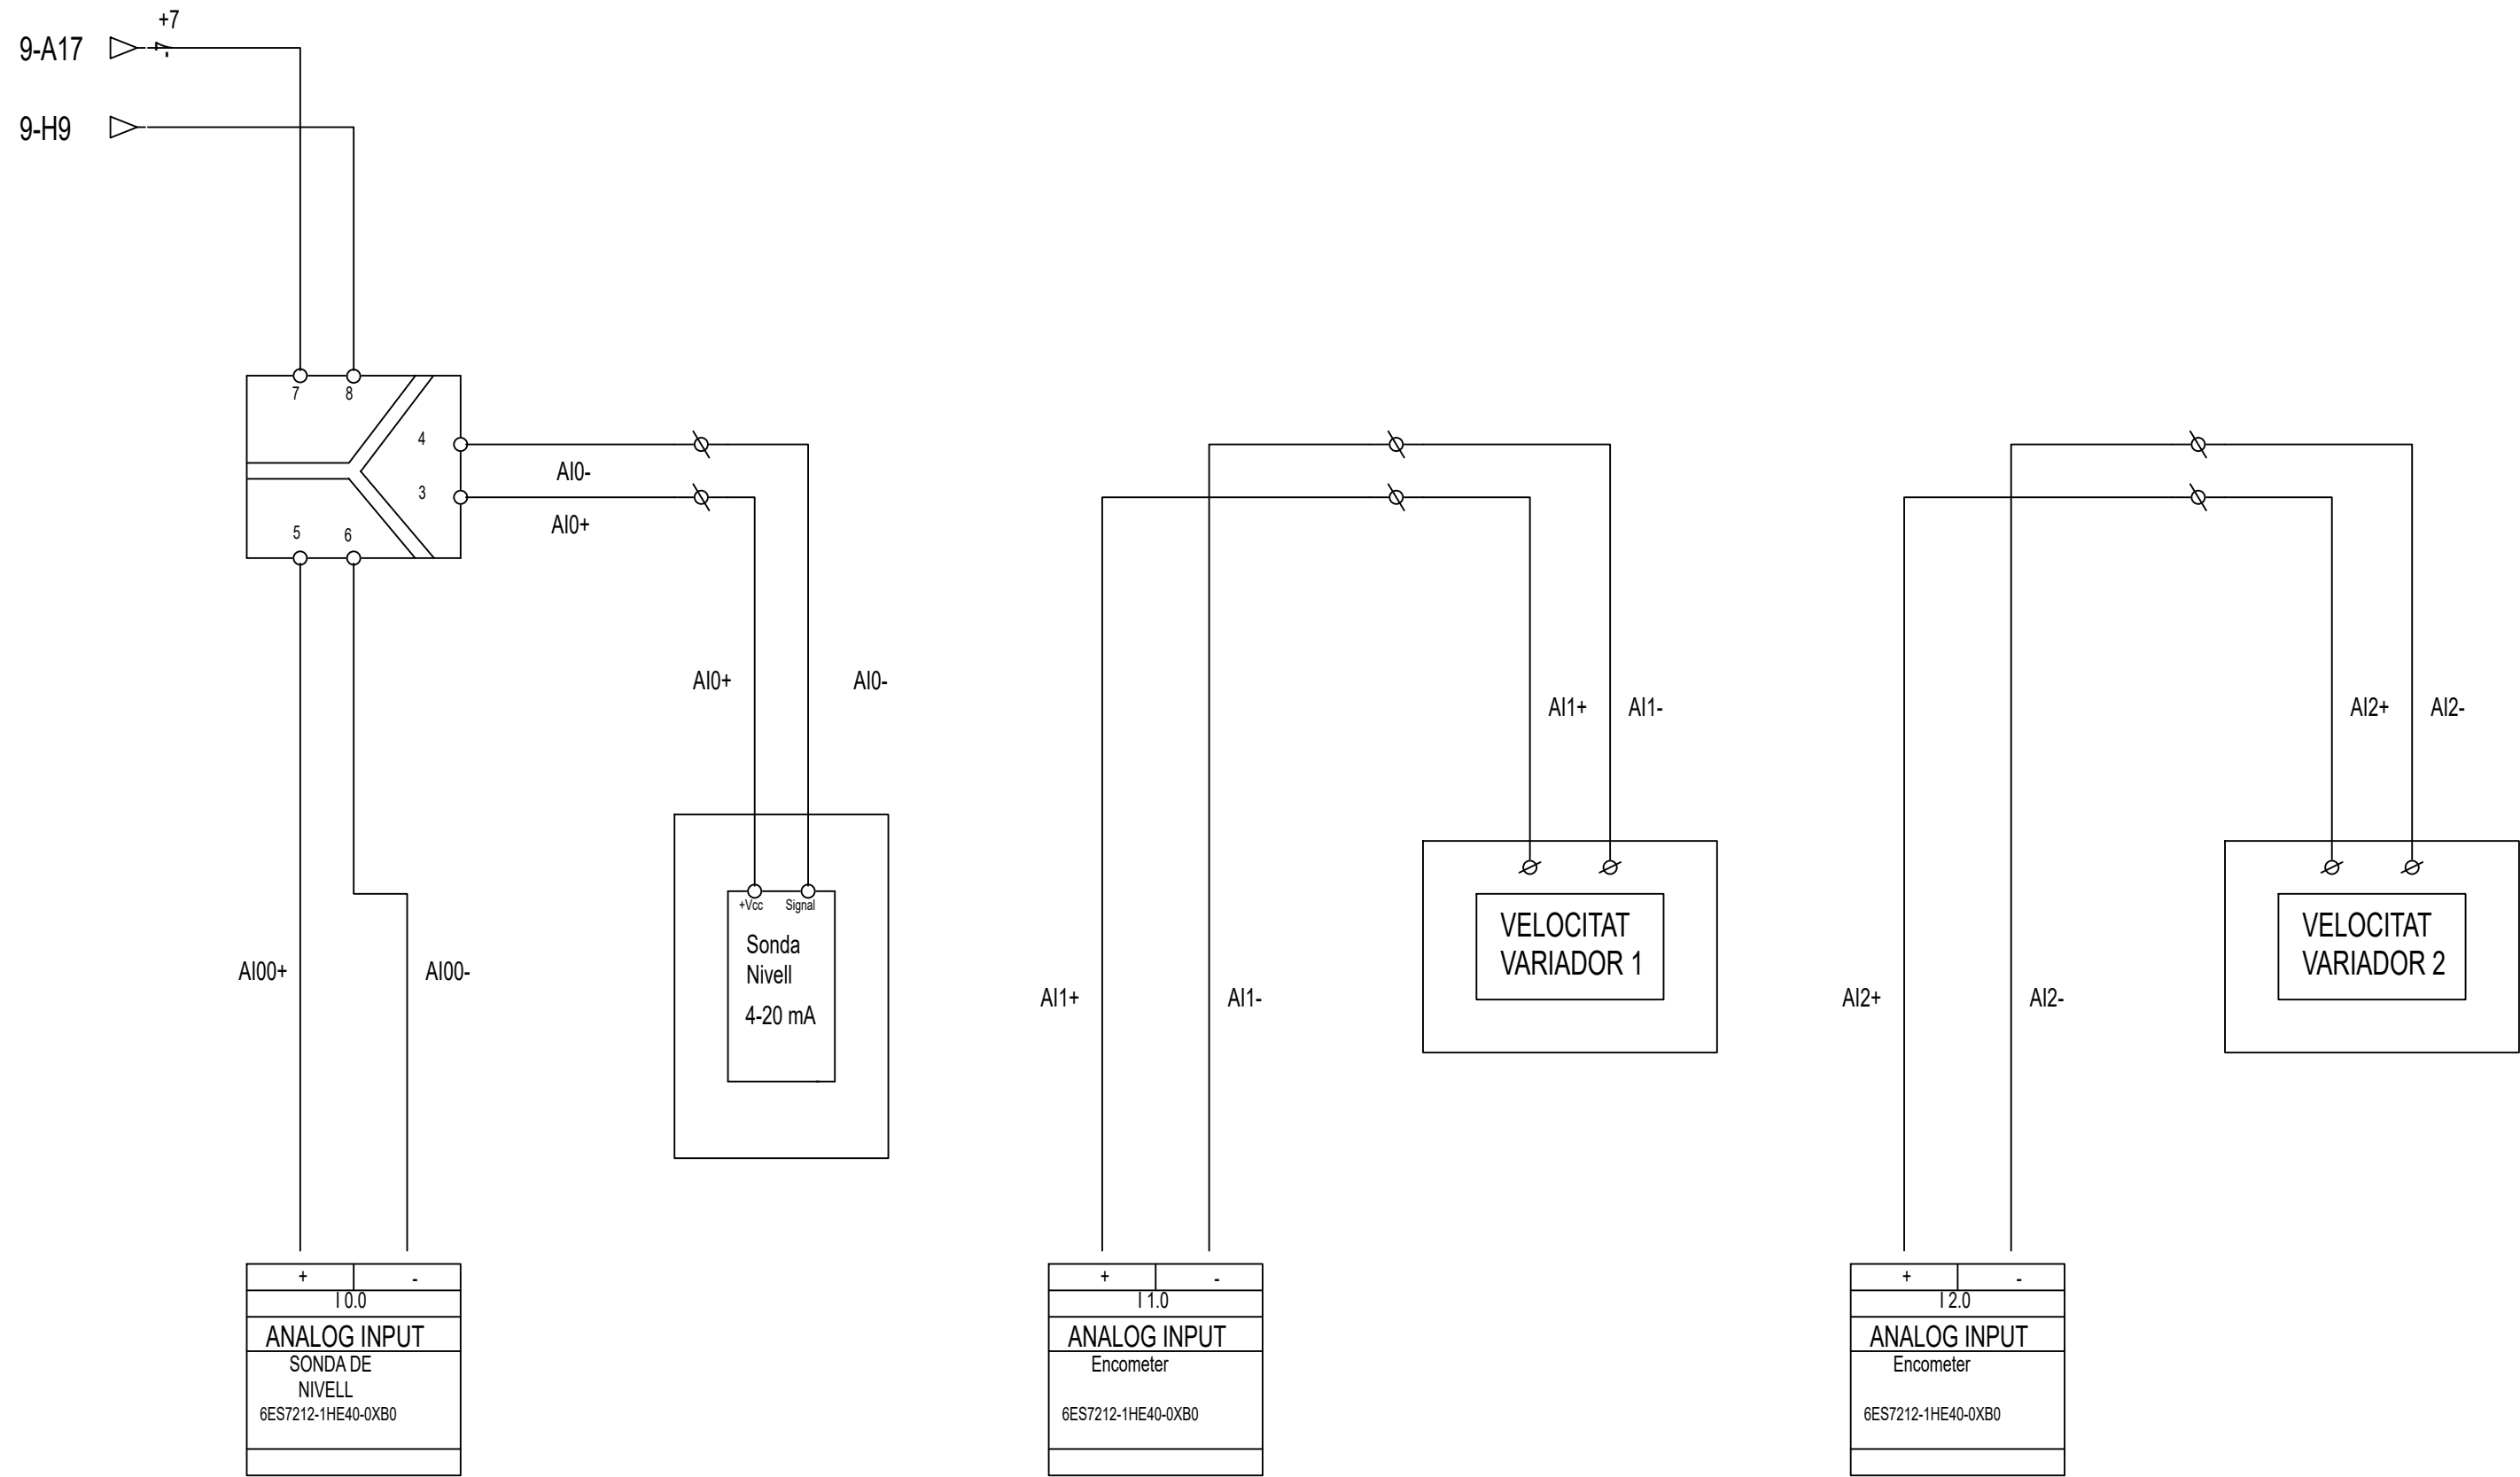 +7
9-A17
9-H9
7
8
4
AI0-
3
AI0+
5
6
AI0+
AI0-
AI1+
AI1-
AI2+
AI2-
+Vcc
Signal
Sonda
Nivell
4-20 mA
VELOCITAT
VARIADOR 1
VELOCITAT
VARIADOR 2
AI00+
AI00-
AI1+
AI1-
AI2+
AI2-
+
-
I 0.0
ANALOG INPUT
SONDA DE
NIVELL
6ES7212-1HE40-0XB0
+
-
I 1.0
ANALOG INPUT
Encometer
6ES7212-1HE40-0XB0
+
-
I 2.0
ANALOG INPUT
Encometer
6ES7212-1HE40-0XB0